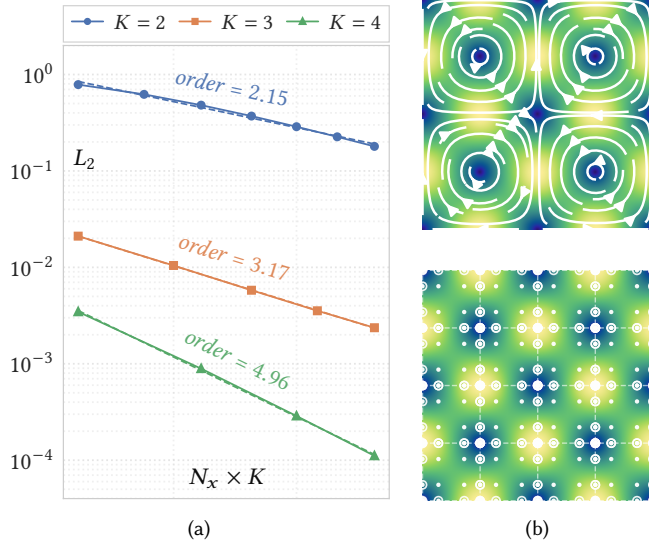 K = 2 K = 3 K = 4
10^0
order = 2.15
10^-1
L_2
10^-2
order = 3.17
10^-3
order = 4.96
10^-4
N_x × K
(a) (b)